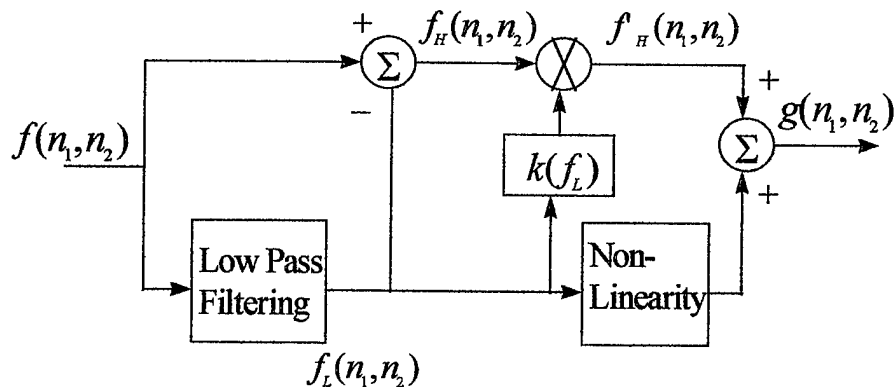 +
f_H(n_1,n_2)
f'_H(n_1,n_2)
Σ
−
+
g(n_1,n_2)
f(n_1,n_2)
Σ
k(f_L)
+
Low Pass
Filtering
Non-
Linearity
f_L(n_1,n_2)